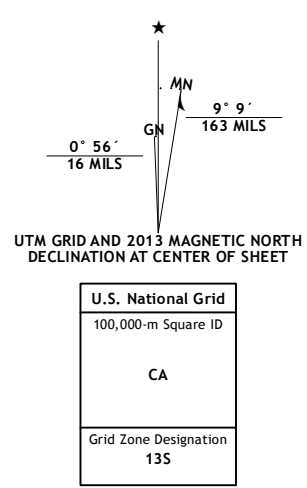 ★
MN
9° 9´
163 MILS
GN
0° 56´
16 MILS
UTM GRID AND 2013 MAGNETIC NORTH
DECLINATION AT CENTER OF SHEET
U.S. National Grid
100,000-m Square ID
CA
Grid Zone Designation
13S